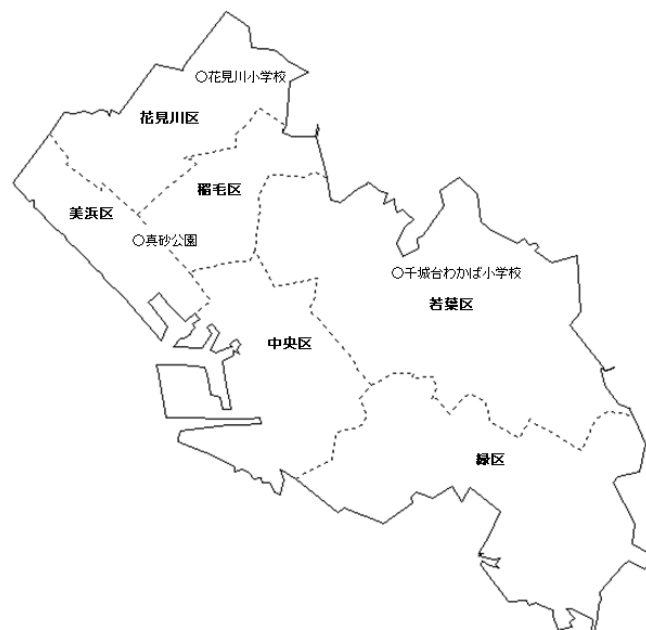 ○花見川小学校
花見川区
稲毛区
美浜区
○真砂公園
○千城台わかば小学校
若葉区
中央区
緑区